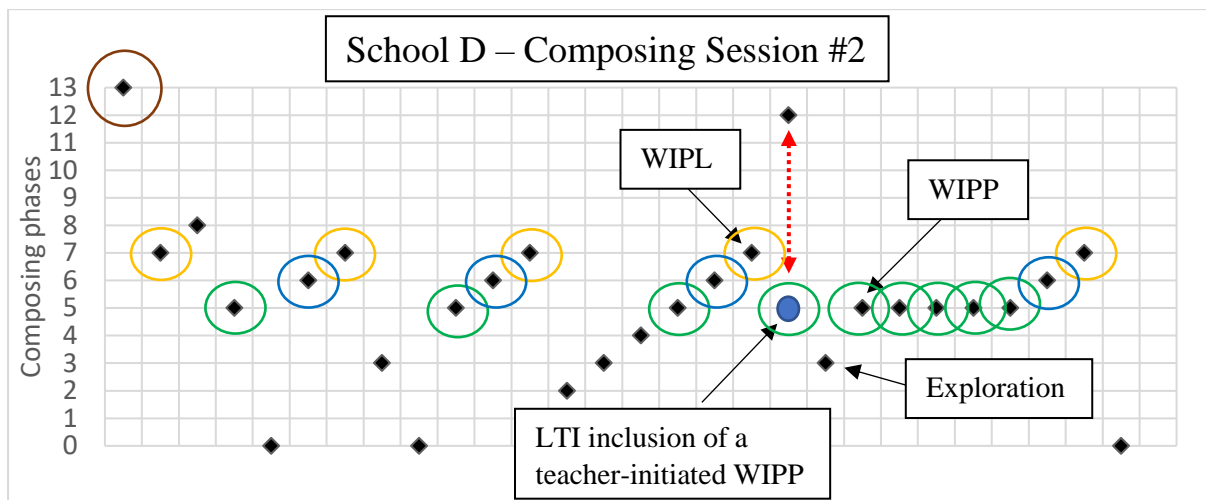 School D – Composing Session #2
Composing phases
13
12
11
10
9
8
7
6
5
4
3
2
1
0
WIPL
WIPP
Exploration
LTI inclusion of a
teacher-initiated WIPP